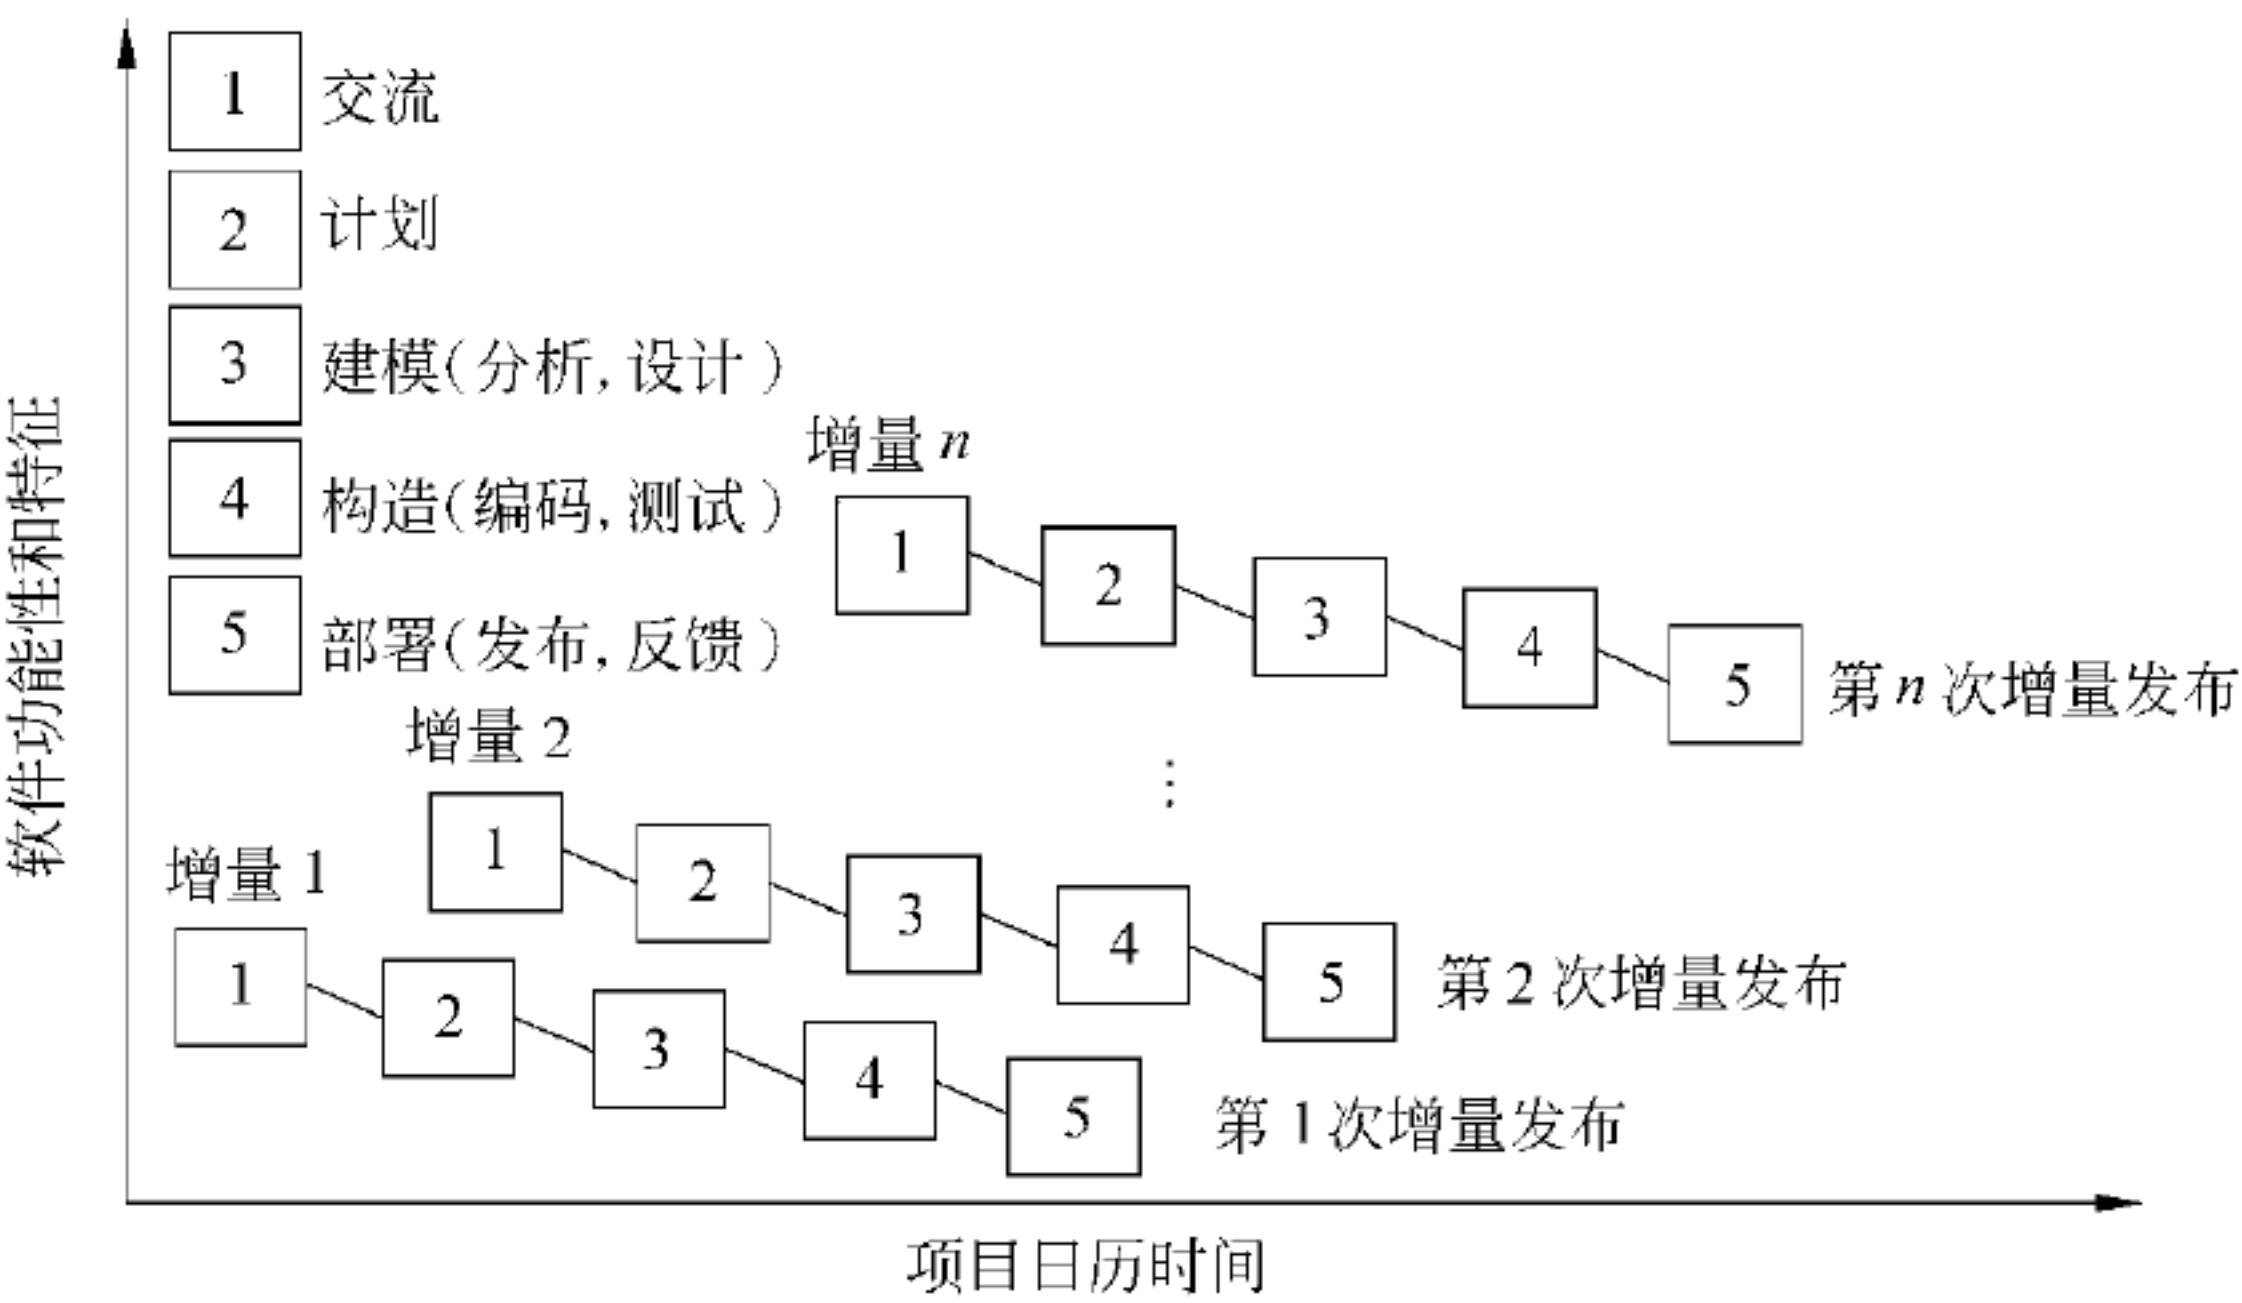 软件功能性和特征
1 交流
2 计划
3 建模(分析,设计)
4 构造(编码,测试)
5 部署(发布,反馈)
增量 n
1 2 3 4 5 第 n 次增量发布
⋮
增量 2
1 2 3 4 5 第 2 次增量发布
增量 1
1 2 3 4 5 第 1 次增量发布
项目日历时间